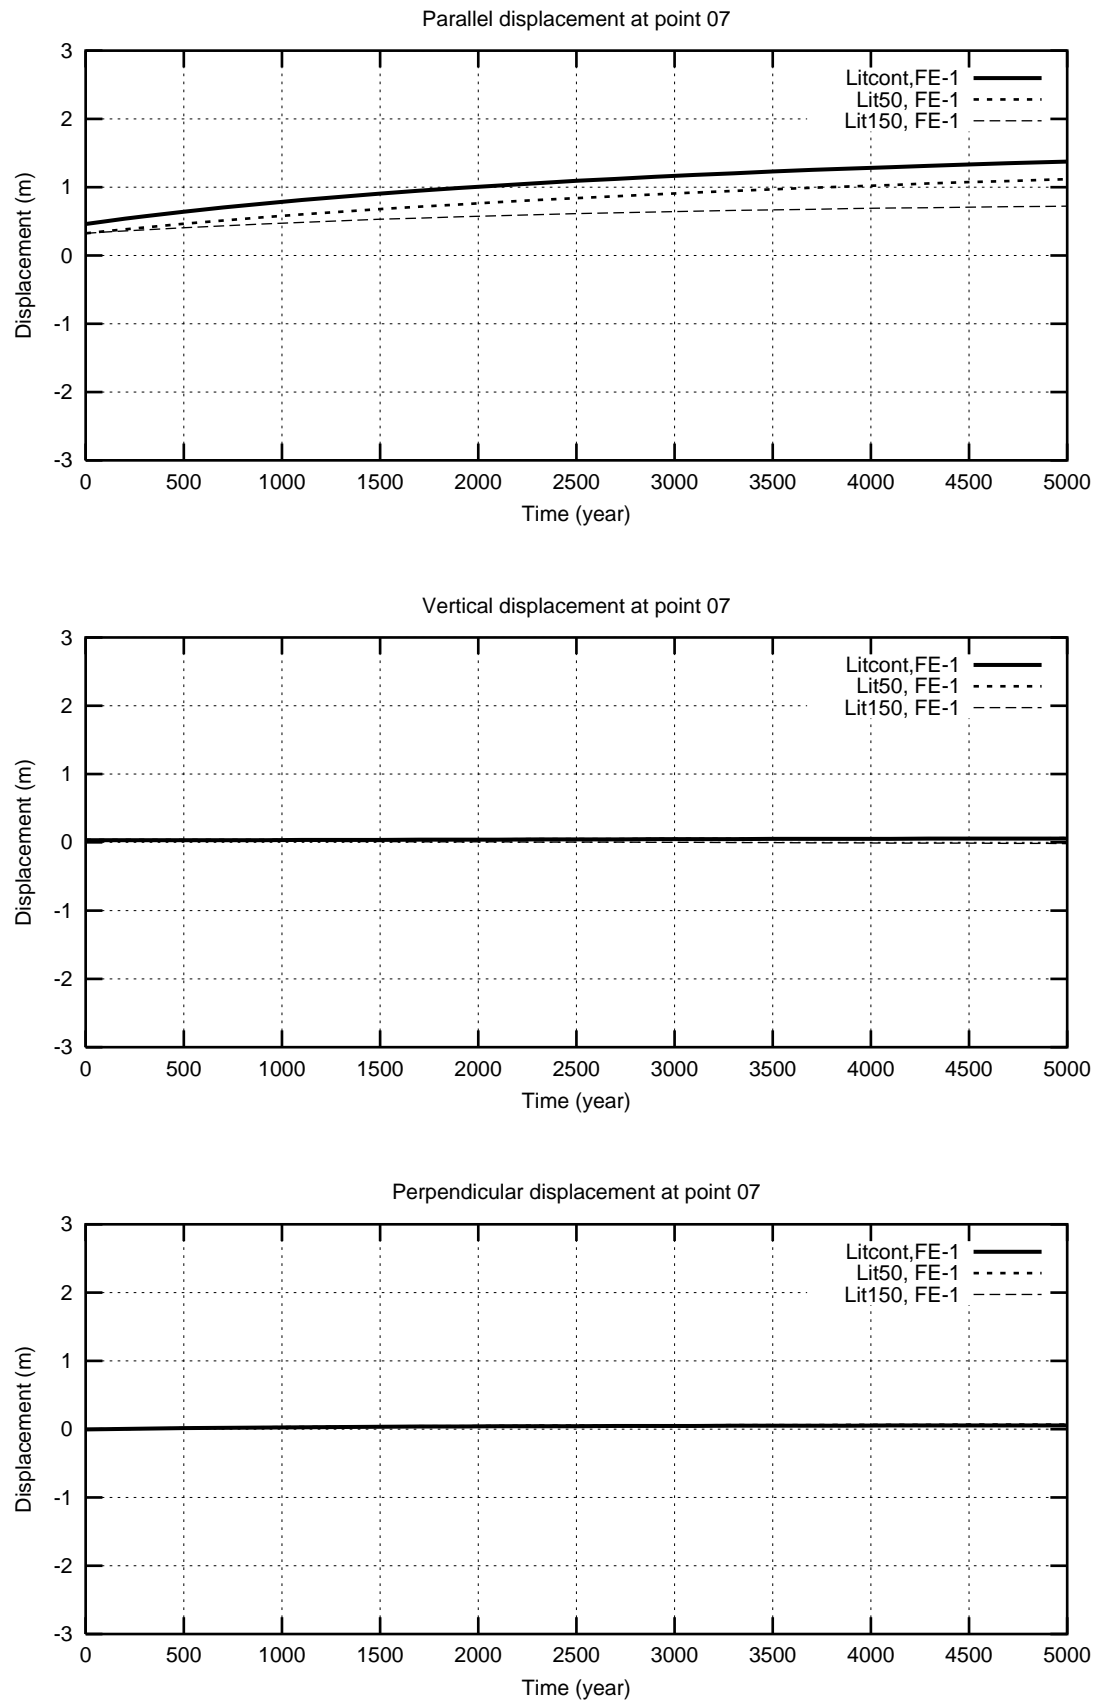 Parallel displacement at point 07
3
Litcont,FE-1
Lit50, FE-1
2
Lit150, FE-1
1
0
-1
-2
-3
Displacement (m)
0 500 1000 1500 2000 2500 3000 3500 4000 4500 5000
Time (year)
Vertical displacement at point 07
3
Litcont,FE-1
Lit50, FE-1
2
Lit150, FE-1
1
0
-1
-2
-3
Displacement (m)
0 500 1000 1500 2000 2500 3000 3500 4000 4500 5000
Time (year)
Perpendicular displacement at point 07
3
Litcont,FE-1
Lit50, FE-1
2
Lit150, FE-1
1
0
-1
-2
-3
Displacement (m)
0 500 1000 1500 2000 2500 3000 3500 4000 4500 5000
Time (year)